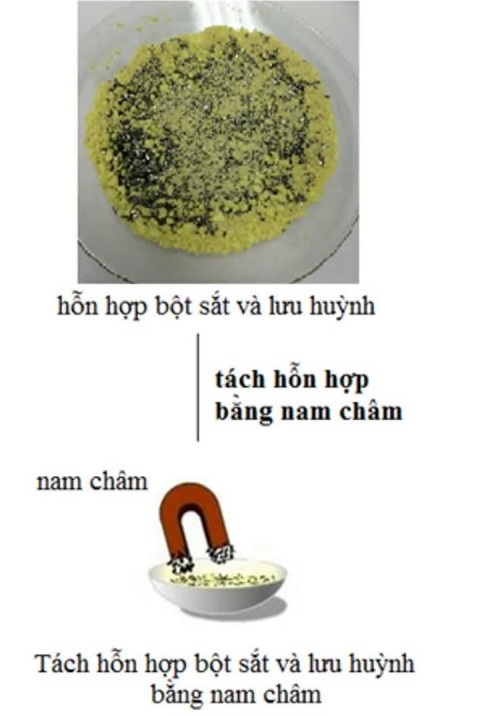 hỗn hợp bột sắt và lưu huỳnh
tách hỗn hợp
bằng nam châm
nam châm
Tách hỗn hợp bột sắt và lưu huỳnh
bằng nam châm